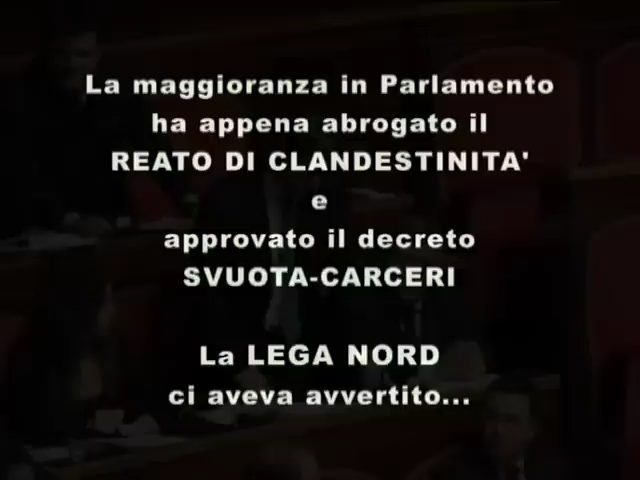 La maggioranza in Parlamento
ha appena abrogato il
REATO DI CLANDESTINITA'
e
approvato il decreto
SVUOTA-CARCERI
La LEGA NORD
ci aveva avvertito...